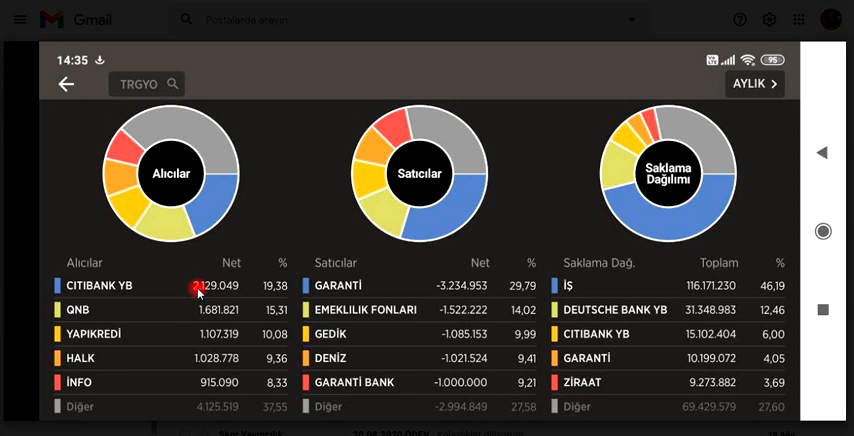 Gmail
Postalarda arayın
14:35
95
TRGYO
AYLIK
Alıcılar
Satıcılar
Saklama
Dağılımı
Alıcılar Net %
CITIBANK YB 2.129.049 19,38
QNB 1.681.821 15,31
YAPIKREDİ 1.107.319 10,08
HALK 1.028.778 9,36
İNFO 915.090 8,33
Diğer 4.125.519 37,55
Satıcılar Net %
GARANTİ -3.234.953 29,79
EMEKLILIK FONLARI -1.522.222 14,02
GEDİK -1.085.153 9,99
DENİZ -1.021.524 9,41
GARANTI BANK -1.000.000 9,21
Diğer -2.994.849 27,58
Saklama Dağ. Toplam %
İŞ 116.171.230 46,19
DEUTSCHE BANK YB 31.348.983 12,46
CITIBANK YB 15.102.404 6,00
GARANTİ 10.199.072 4,05
ZİRAAT 9.273.882 3,69
Diğer 69.429.579 27,60